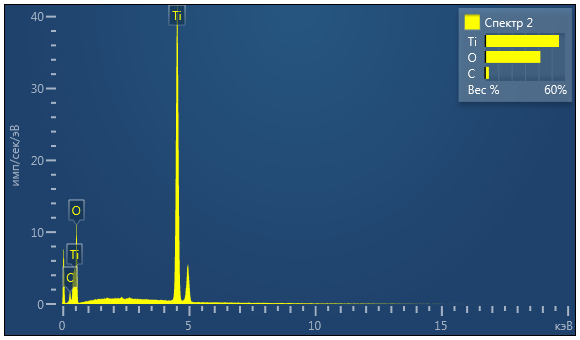 40
Ti
Спектр 2
Ti
O
C
Вес %
60%
30
имп/сек/эВ
20
O
10
Ti
C
0
0
5
10
15
кэВ